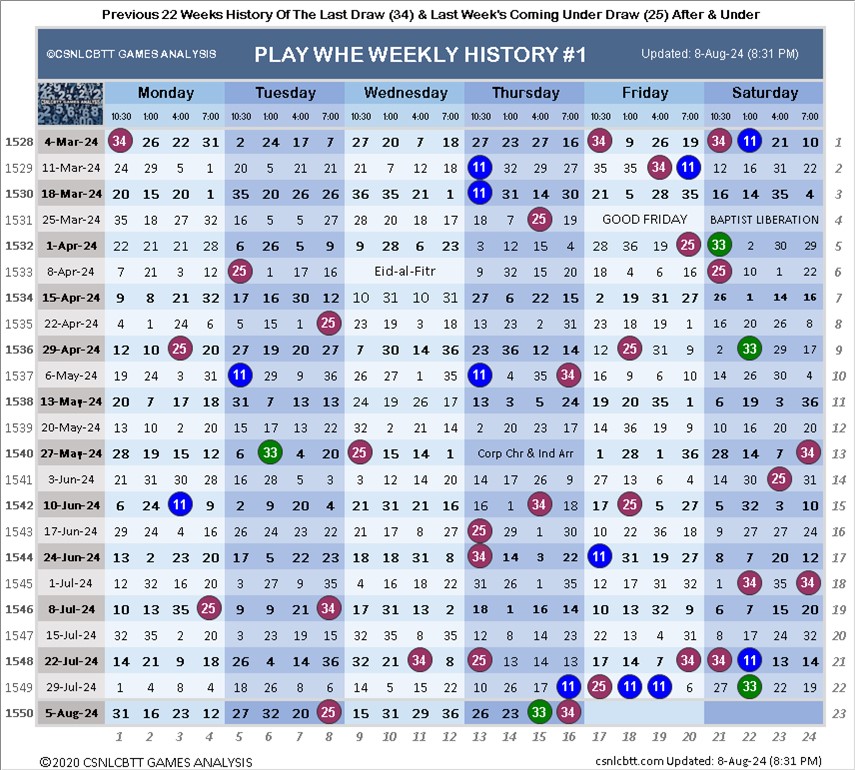 Previous 22 Weeks History Of The Last Draw (34) & Last Week's Coming Under Draw (25) After & Under
©CSNLCBTT GAMES ANALYSIS PLAY WHE WEEKLY HISTORY #1 Updated: 8-Aug-24 (8:31 PM)
CSNLCBTT GAMES ANALYSIS Monday Tuesday Wednesday Thursday Friday Saturday
10:30 1:00 4:00 7:00 10:30 1:00 4:00 7:00 10:30 1:00 4:00 7:00 10:30 1:00 4:00 7:00 10:30 1:00 4:00 7:00 10:30 1:00 4:00 7:00
1528 4-Mar-24 34 26 22 31 2 24 17 7 27 20 7 18 27 23 27 16 34 9 26 19 34 11 21 10 1
1529 11-Mar-24 24 29 5 1 20 5 21 21 21 7 12 18 11 32 29 27 35 35 34 11 12 16 31 22 2
1530 18-Mar-24 20 15 20 1 35 20 26 26 36 35 21 1 11 31 14 30 21 5 28 35 16 14 35 4 3
1531 25-Mar-24 35 18 27 32 16 5 5 27 28 20 18 17 18 7 25 19 GOOD FRIDAY BAPTIST LIBERATION 4
1532 1-Apr-24 22 21 21 28 6 26 5 9 9 28 6 23 3 12 15 4 28 36 19 25 33 2 30 29 5
1533 8-Apr-24 7 21 3 12 25 1 17 16 Eid-al-Fitr 9 32 15 20 18 4 6 16 25 10 1 22 6
1534 15-Apr-24 9 8 21 32 17 16 30 12 10 31 10 31 27 6 22 15 2 19 31 27 26 1 14 16 7
1535 22-Apr-24 4 1 24 6 5 15 1 25 23 19 3 18 13 23 2 31 23 18 19 1 16 20 26 8 8
1536 29-Apr-24 12 10 25 20 27 19 20 27 7 30 14 36 23 36 12 14 12 25 31 9 2 33 29 17 9
1537 6-May-24 19 24 5 31 11 29 9 36 26 27 1 35 11 4 35 34 16 9 6 10 14 26 30 4 10
1538 13-May-24 20 7 17 18 31 7 13 13 24 19 26 17 13 3 5 24 19 20 35 1 6 19 3 36 11
1539 20-May-24 13 10 2 20 15 17 13 22 32 2 21 14 2 20 23 17 14 36 19 9 10 16 20 20 12
1540 27-May-24 28 19 15 12 6 33 4 20 25 15 14 1 Corp Chr & Ind Arr 1 28 1 36 28 14 7 34 13
1541 3-Jun-24 21 31 30 28 16 28 5 3 3 12 14 20 14 17 26 9 27 13 6 4 28 30 25 31 14
1542 10-Jun-24 6 24 11 9 2 9 20 4 21 31 21 16 1 16 34 18 17 25 5 27 5 32 3 10 15
1543 17-Jun-24 29 24 4 16 26 24 23 22 21 17 8 27 25 29 1 30 10 22 36 18 9 27 27 24 16
1544 24-Jun-24 13 2 23 20 17 5 22 23 18 18 31 8 34 14 3 22 11 31 19 27 8 7 20 12 17
1545 1-Jul-24 12 32 16 20 3 27 9 35 4 16 18 22 31 26 1 35 12 17 31 32 1 34 35 34 18
1546 8-Jul-24 10 13 35 25 9 9 21 34 17 31 13 2 18 1 16 14 10 13 32 9 6 7 15 20 19
1547 15-Jul-24 32 35 2 20 3 23 19 15 32 35 8 35 12 8 14 23 22 13 4 31 8 17 24 32 20
1548 22-Jul-24 14 21 9 18 26 4 14 36 32 21 34 8 25 13 14 13 17 14 7 34 34 11 13 14 21
1549 29-Jul-24 1 4 8 4 18 26 8 6 14 5 15 22 10 26 17 11 25 11 11 6 27 33 22 19 22
1550 5-Aug-24 31 16 23 12 27 32 20 25 15 31 29 36 26 23 33 34 23
1 2 3 4 5 6 7 8 9 10 11 12 13 14 15 16 17 18 19 20 21 22 23 24
©2020 CSNLCBTT GAMES ANALYSIS csnlcbtt.com Updated: 8-Aug-24 (8:31 PM)